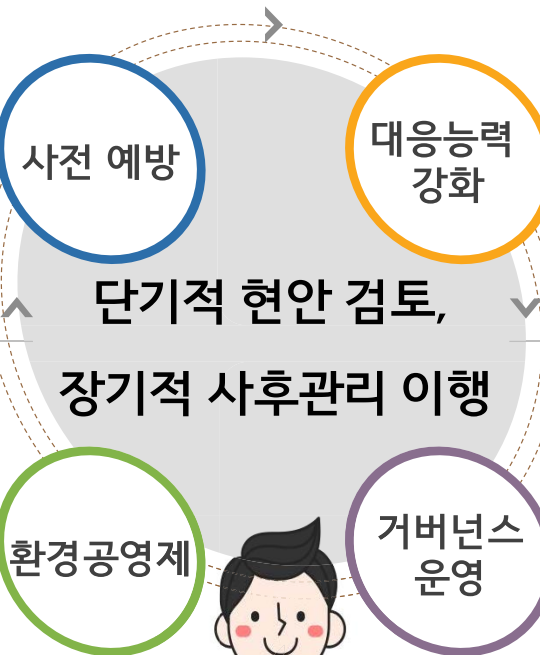 사전 예방
대응능력
강화
단기적 현안 검토,
장기적 사후관리 이행
환경공영제
거버넌스
운영